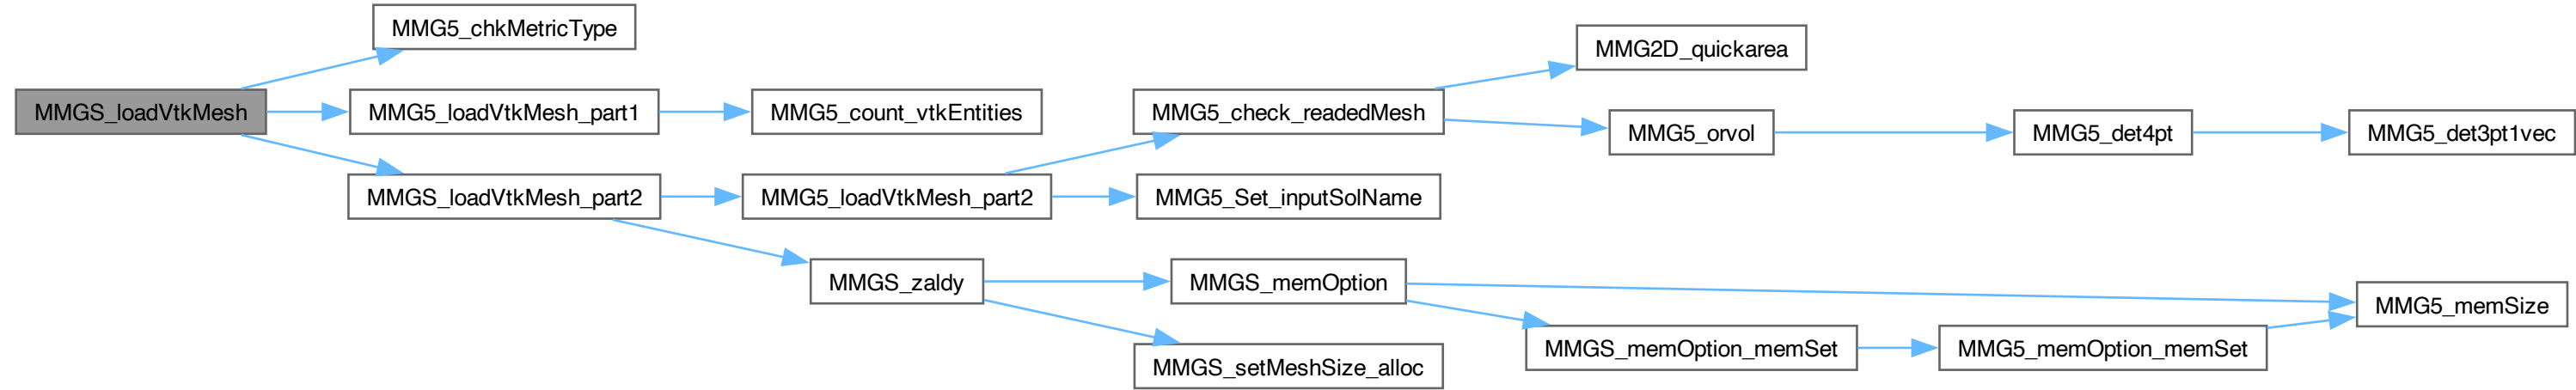 MMGS_loadVtkMesh
MMG5_chkMetricType
MMG5_loadVtkMesh_part1
MMG5_count_vtkEntities
MMGS_loadVtkMesh_part2
MMG5_loadVtkMesh_part2
MMG5_check_readedMesh
MMG2D_quickarea
MMG5_orvol
MMG5_det4pt
MMG5_det3pt1vec
MMG5_Set_inputSolName
MMGS_zaldy
MMGS_memOption
MMG5_memSize
MMGS_memOption_memSet
MMG5_memOption_memSet
MMGS_setMeshSize_alloc